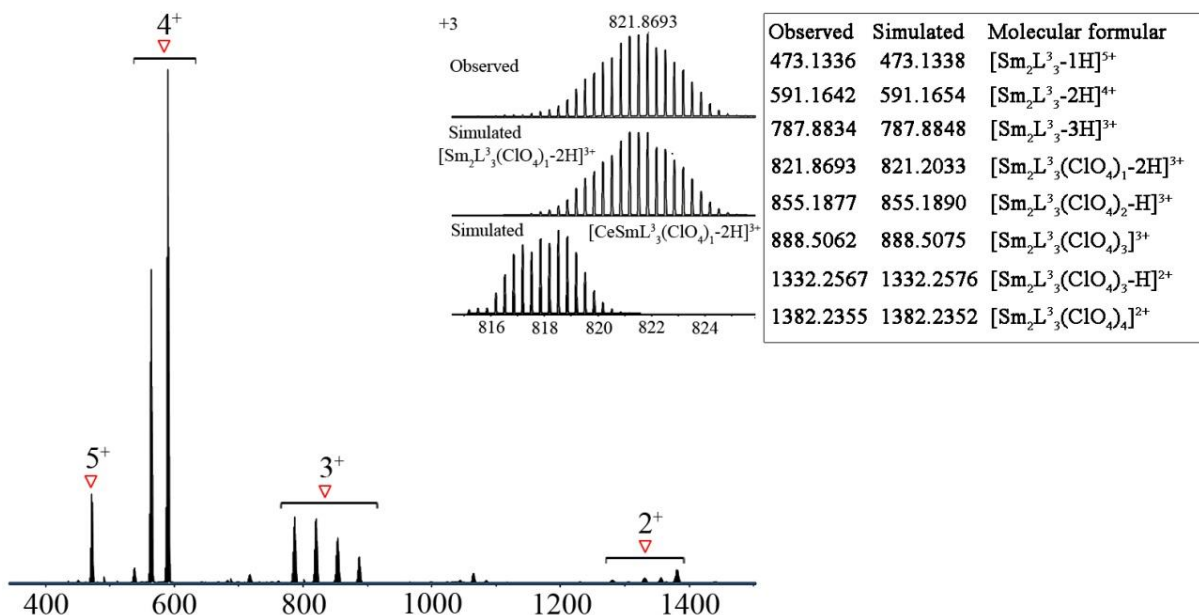 4⁺
5⁺
3⁺
2⁺
400 600 800 1000 1200 1400
+3
821.8693
Observed
Simulated
[Sm₂L³₃(ClO₄)₁-2H]³⁺
Simulated [CeSmL³₃(ClO₄)₁-2H]³⁺
816 818 820 822 824
Observed Simulated Molecular formular
473.1336 473.1338 [Sm₂L³₃-1H]⁵⁺
591.1642 591.1654 [Sm₂L³₃-2H]⁴⁺
787.8834 787.8848 [Sm₂L³₃-3H]³⁺
821.8693 821.2033 [Sm₂L³₃(ClO₄)₁-2H]³⁺
855.1877 855.1890 [Sm₂L³₃(ClO₄)₂-H]³⁺
888.5062 888.5075 [Sm₂L³₃(ClO₄)₃]³⁺
1332.2567 1332.2576 [Sm₂L³₃(ClO₄)₃-H]²⁺
1382.2355 1382.2352 [Sm₂L³₃(ClO₄)₄]²⁺